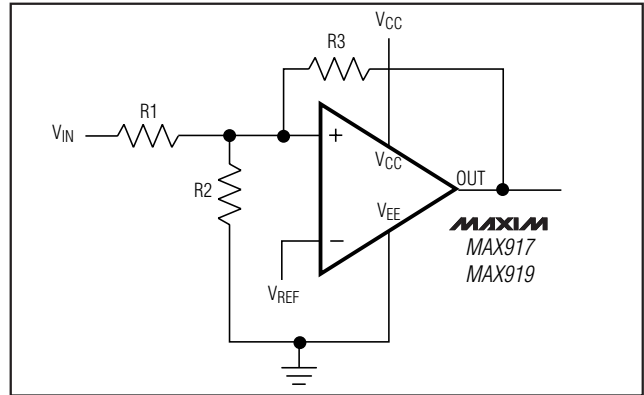 VCC
R3
R1
VIN
+
VCC
R2
OUT
VEE
−
MAXIM
MAX917
MAX919
VREF